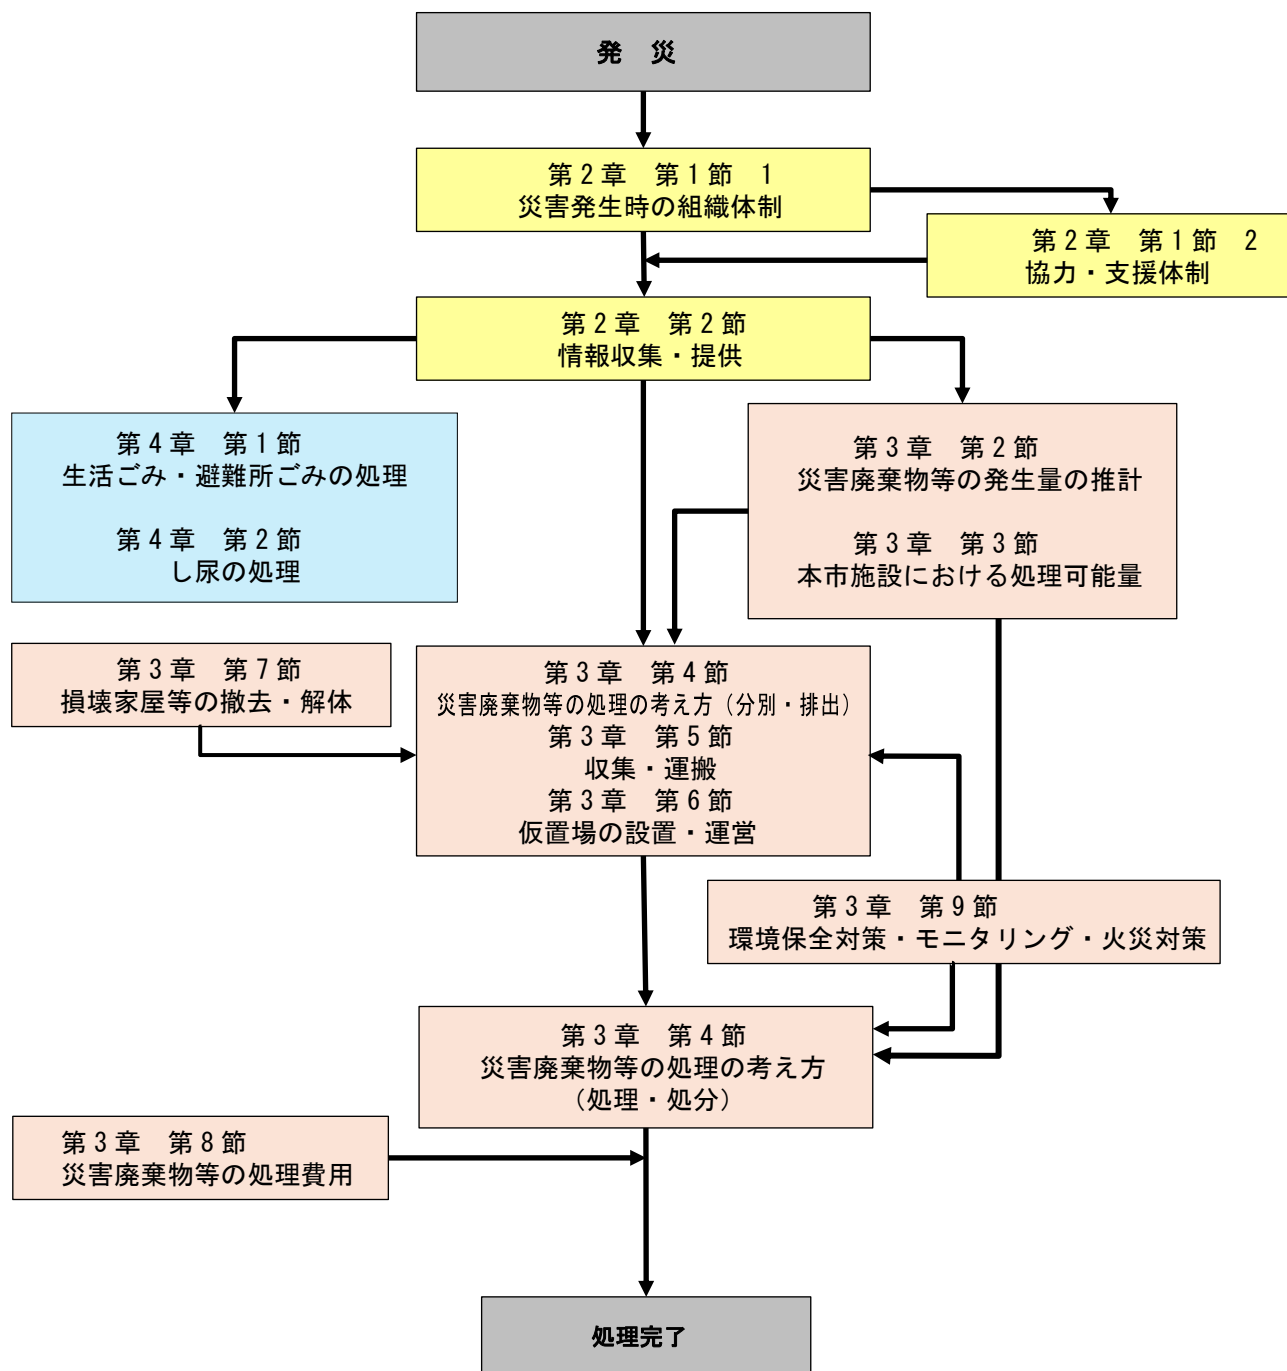 発　災
第２章　第１節　1
災害発生時の組織体制
第２章　第１節　2
協力・支援体制
第２章　第２節
情報収集・提供
第４章　第１節
生活ごみ・避難所ごみの処理
第４章　第２節
し尿の処理
第３章　第２節
災害廃棄物等の発生量の推計
第３章　第３節
本市施設における処理可能量
第３章　第７節
損壊家屋等の撤去・解体
第３章　第４節
災害廃棄物等の処理の考え方（分別・排出）
第３章　第５節
収集・運搬
第３章　第６節
仮置場の設置・運営
第３章　第９節
環境保全対策・モニタリング・火災対策
第３章　第４節
災害廃棄物等の処理の考え方
（処理・処分）
第３章　第８節
災害廃棄物等の処理費用
処理完了